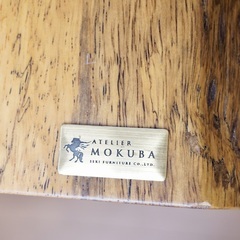 ATELIER
MOKUBA
SEKI FURNITURE CO.,LTD.